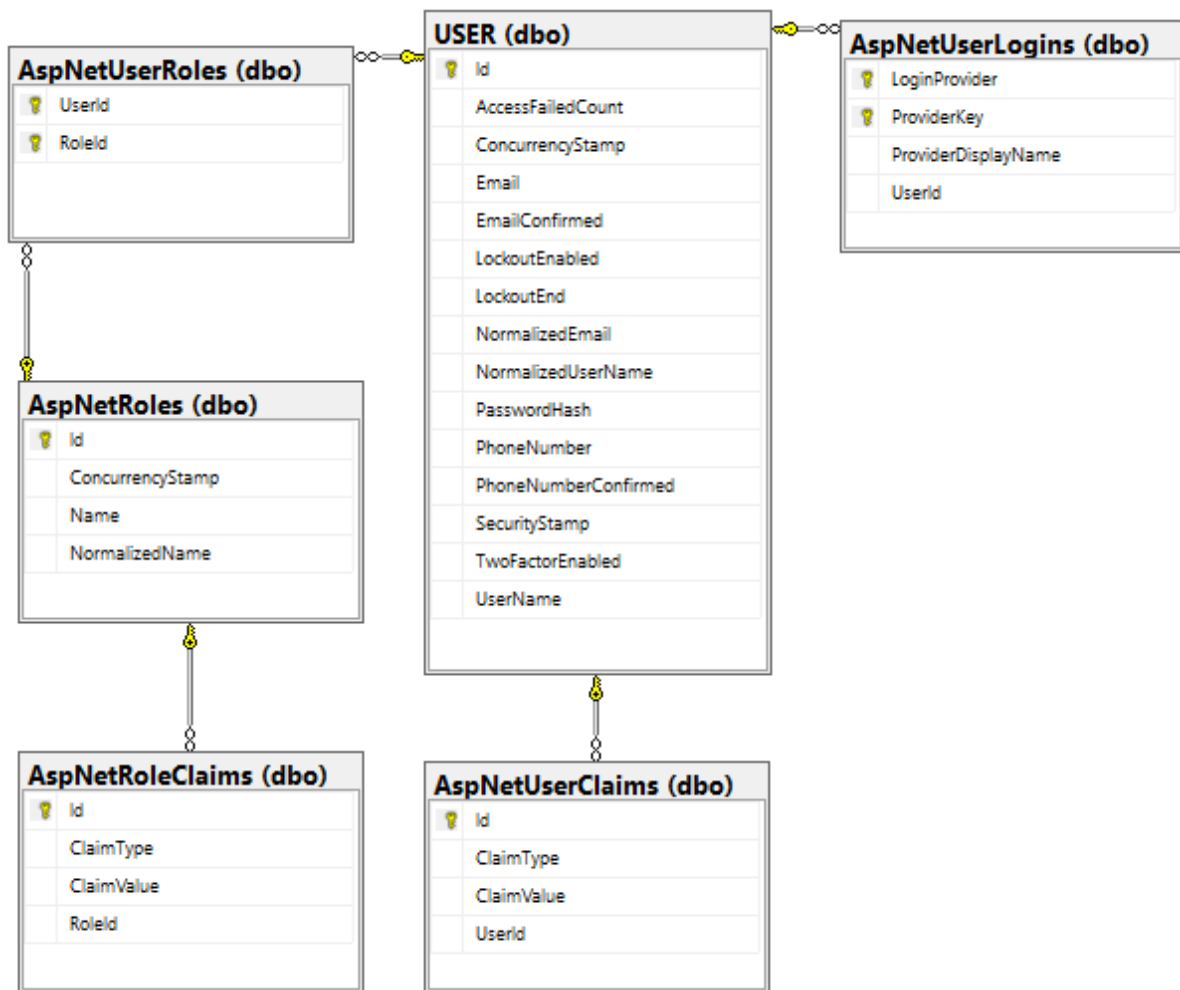 AspNetUserRoles (dbo)
UserId
RoleId
USER (dbo)
Id
AccessFailedCount
ConcurrencyStamp
Email
EmailConfirmed
LockoutEnabled
LockoutEnd
NormalizedEmail
NormalizedUserName
PasswordHash
PhoneNumber
PhoneNumberConfirmed
SecurityStamp
TwoFactorEnabled
UserName
AspNetUserLogins (dbo)
LoginProvider
ProviderKey
ProviderDisplayName
UserId
AspNetRoles (dbo)
Id
ConcurrencyStamp
Name
NormalizedName
AspNetRoleClaims (dbo)
Id
ClaimType
ClaimValue
RoleId
AspNetUserClaims (dbo)
Id
ClaimType
ClaimValue
UserId